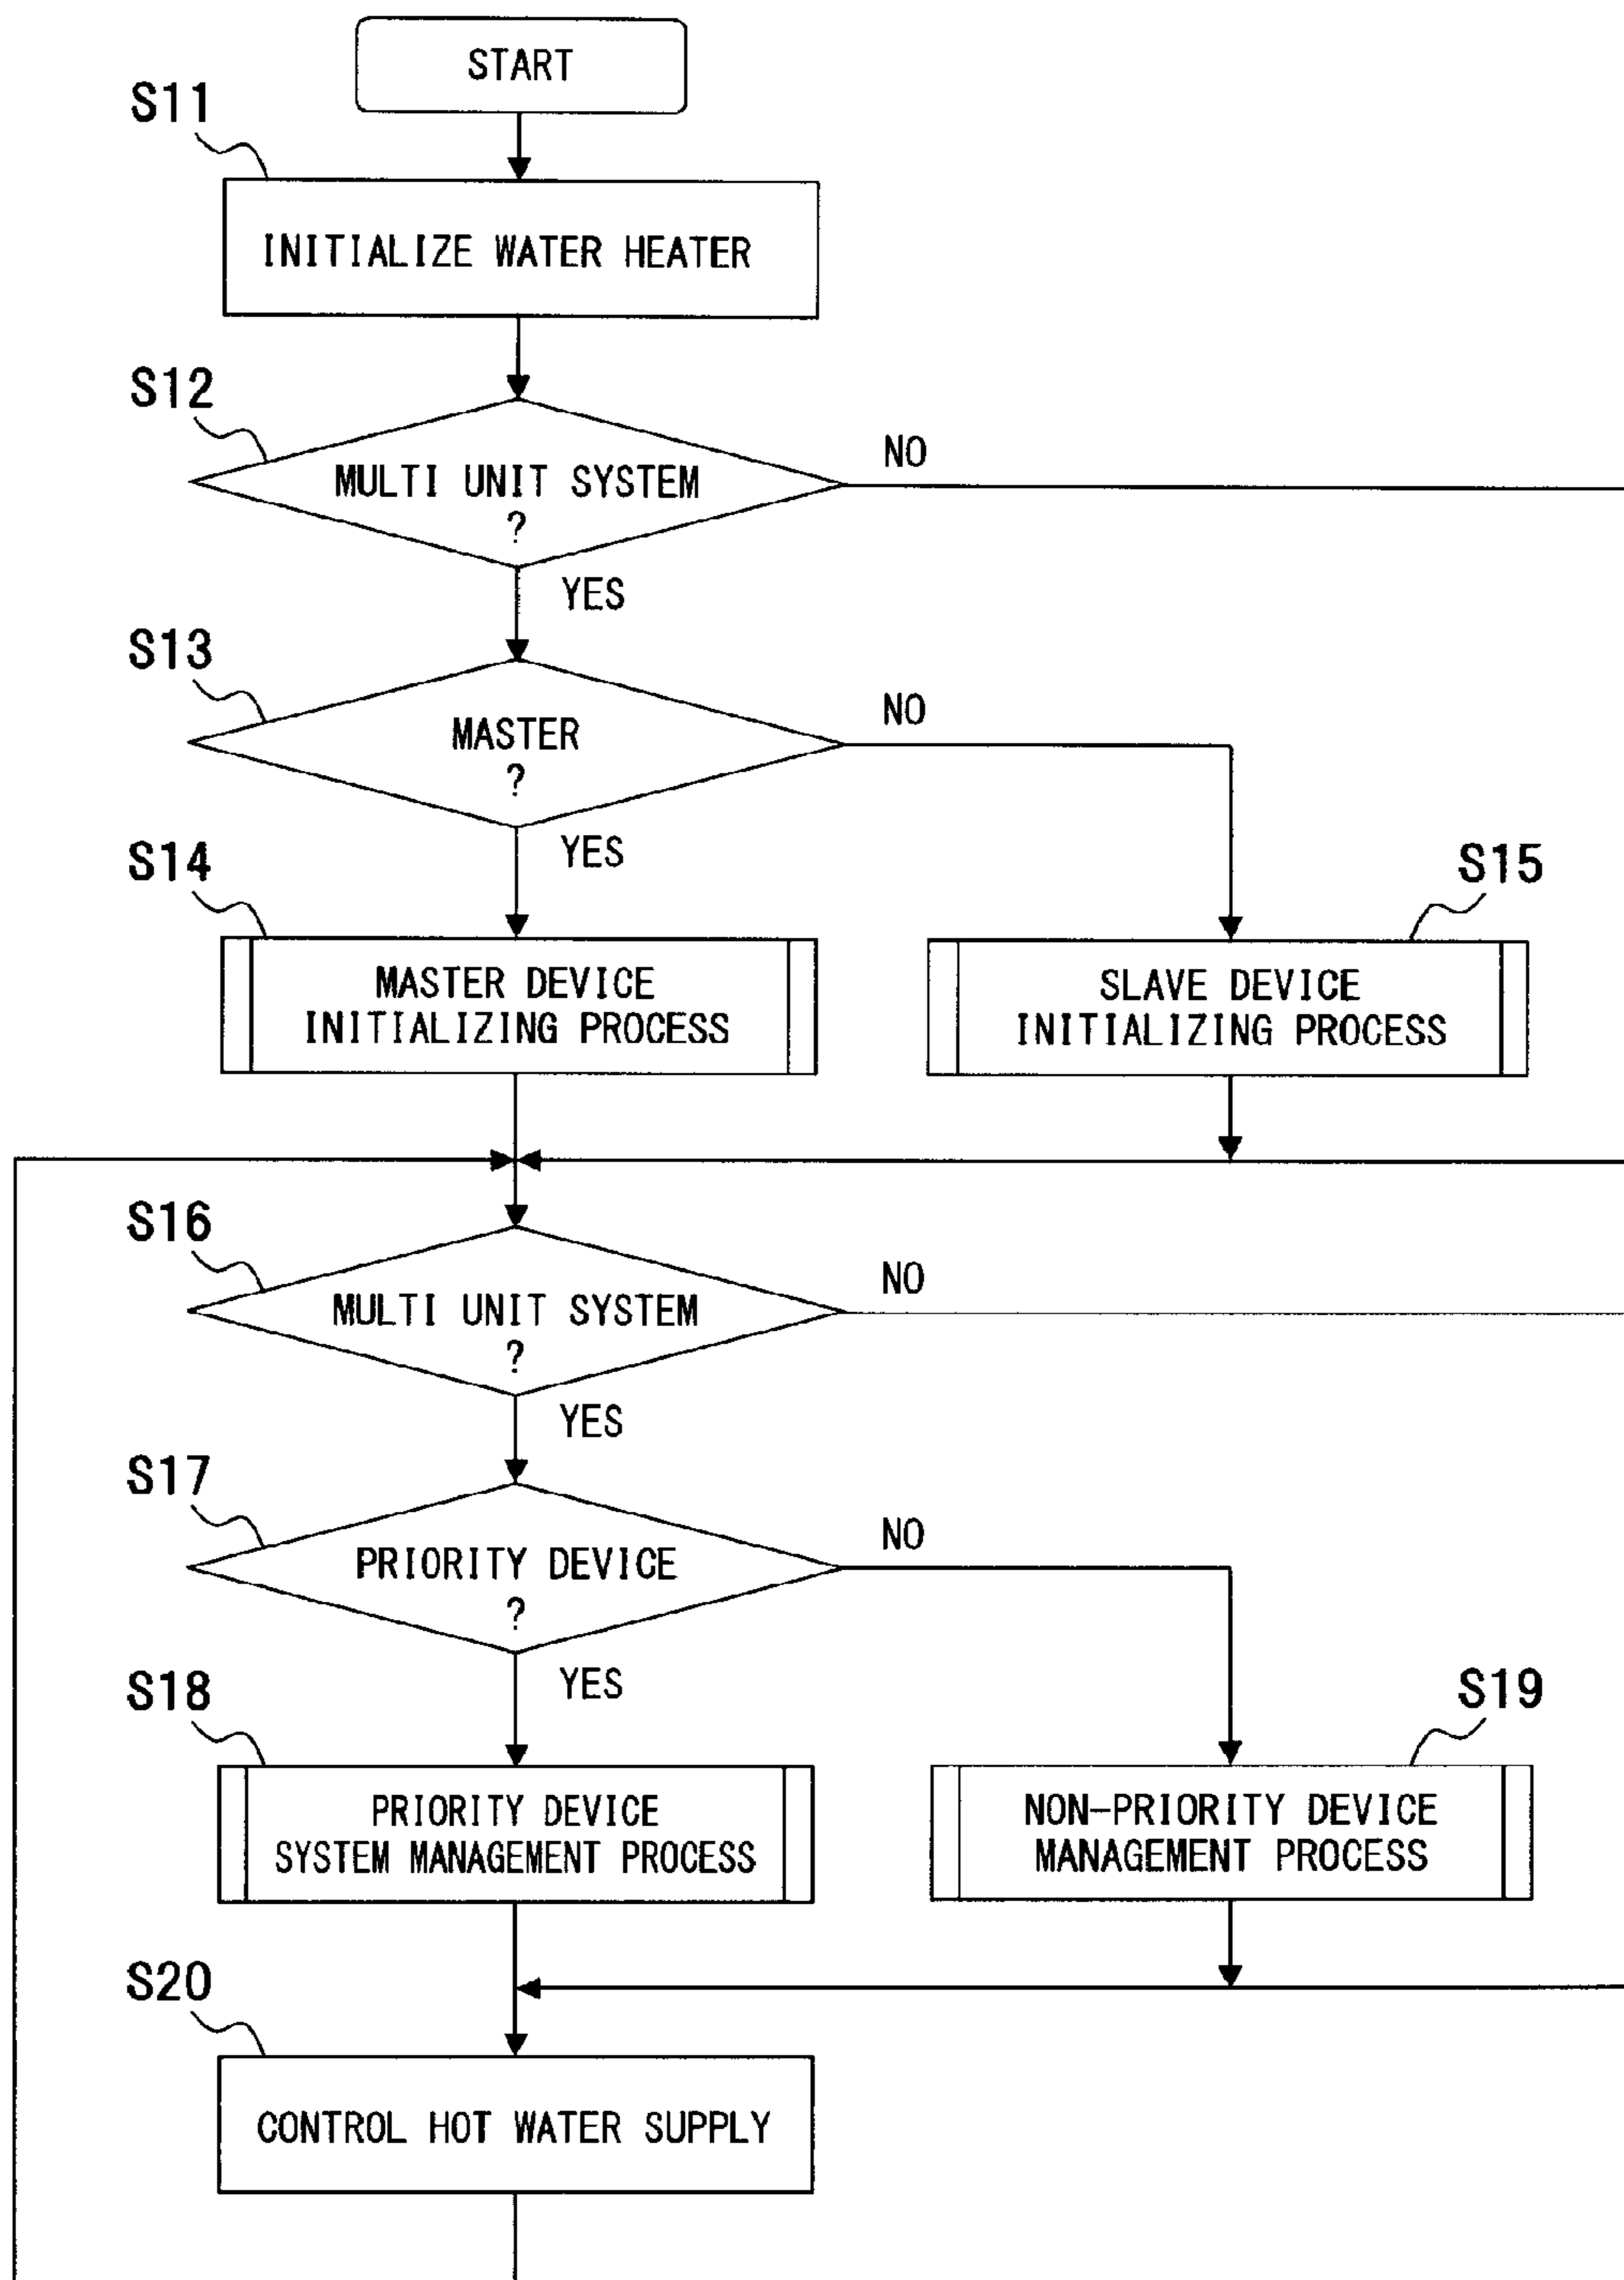 START
S11
INITIALIZE WATER HEATER
S12
MULTI UNIT SYSTEM
?
NO
YES
S13
MASTER
?
NO
YES
S14
MASTER DEVICE
INITIALIZING PROCESS
S15
SLAVE DEVICE
INITIALIZING PROCESS
S16
MULTI UNIT SYSTEM
?
NO
YES
S17
PRIORITY DEVICE
?
NO
YES
S18
PRIORITY DEVICE
SYSTEM MANAGEMENT PROCESS
S19
NON-PRIORITY DEVICE
MANAGEMENT PROCESS
S20
CONTROL HOT WATER SUPPLY